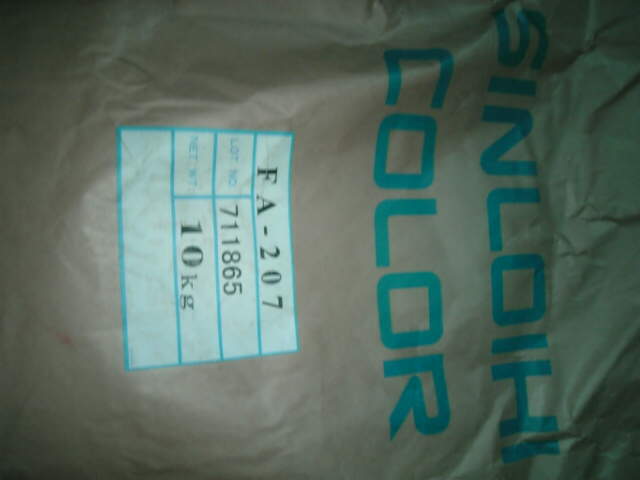 SINLOIHI
COLOR
FA-207
LOT NO. 711865
NET. WT. 10kg